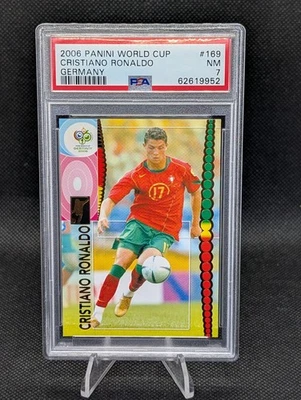 2006 PANINI WORLD CUP #169
CRISTIANO RONALDO NM
GERMANY PSA 7
62619952
17
CRISTIANO RONALDO